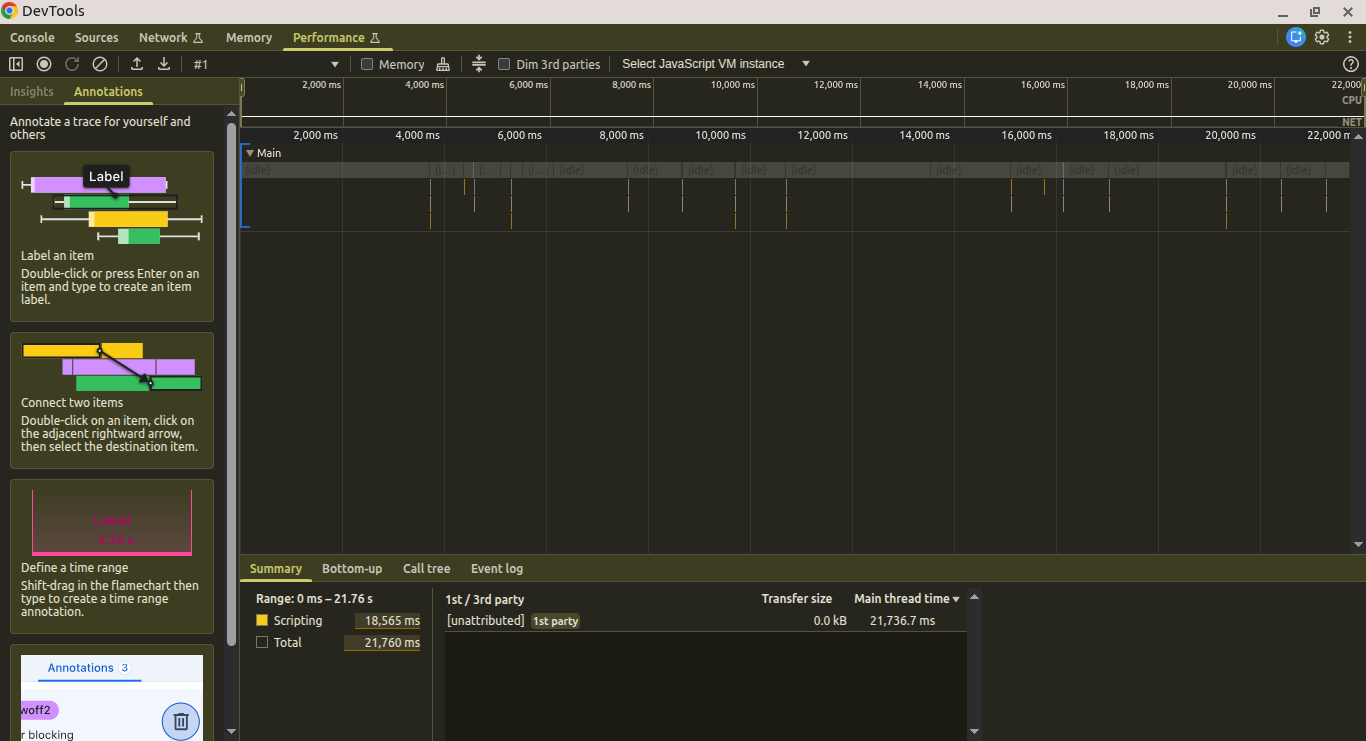 DevTools
Console Sources Network Memory Performance
#1 Memory Dim 3rd parties Select JavaScript VM instance
Insights Annotations
Annotate a trace for yourself and others
Label
Label an item
Double-click or press Enter on an item and type to create an item label.
Connect two items
Double-click on an item, click on the adjacent rightward arrow, then select the destination item.
Label
Define a time range
Shift-drag in the flamechart then type to create a time range annotation.
Annotations 3
woff2
r blocking
2,000 ms 4,000 ms 6,000 ms 8,000 ms 10,000 ms 12,000 ms 14,000 ms 16,000 ms 18,000 ms 20,000 ms 22,000
CPU
NET
2,000 ms 4,000 ms 6,000 ms 8,000 ms 10,000 ms 12,000 ms 14,000 ms 16,000 ms 18,000 ms 20,000 ms 22,000 m
Main
(idle) (...) (... (i...) (idle) (idle) (idle) (idle) (idle) (idle) (idle) (idle) (idle) (idle) (idle)
Summary Bottom-up Call tree Event log
Range: 0 ms – 21.76 s
Scripting 18,565 ms
Total 21,760 ms
1st / 3rd party Transfer size Main thread time
[unattributed] 1st party 0.0 kB 21,736.7 ms